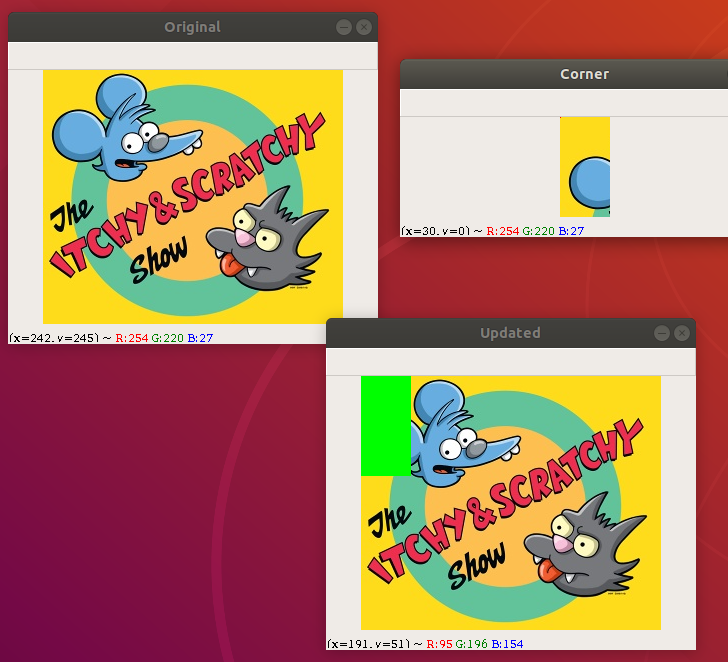 Original
The
ITCHY & SCRATCHY
Show
(x=242, y=245) ~ R:254 G:220 B:27
Corner
(x=30, y=0) ~ R:254 G:220 B:27
Updated
The
ITCHY & SCRATCHY
Show
(x=191, y=51) ~ R:95 G:196 B:154